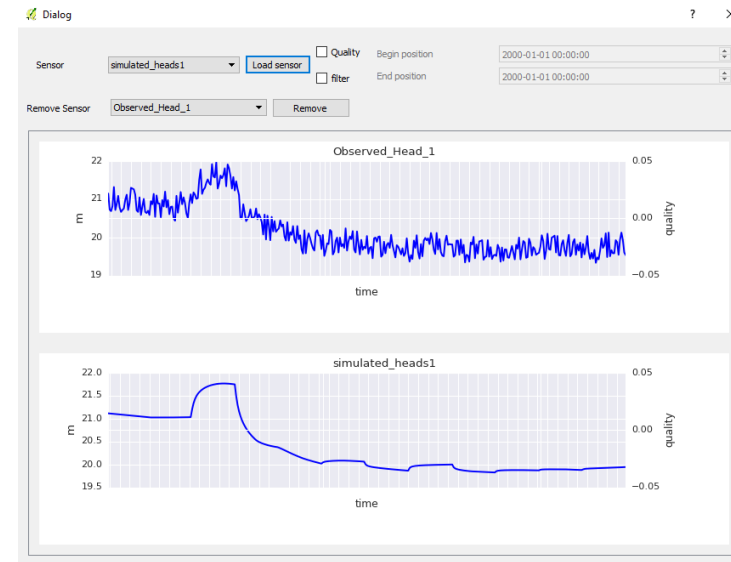 Dialog ?
Sensor simulated_heads1 Load sensor Quality Begin position 2000-01-01 00:00:00
filter End position 2000-01-01 00:00:00
Remove Sensor Observed_Head_1 Remove
Observed_Head_1
22
21
20
19
m
0.05
0.00
−0.05
quality
time
simulated_heads1
22.0
21.5
21.0
20.5
20.0
19.5
m
0.05
0.00
−0.05
quality
time